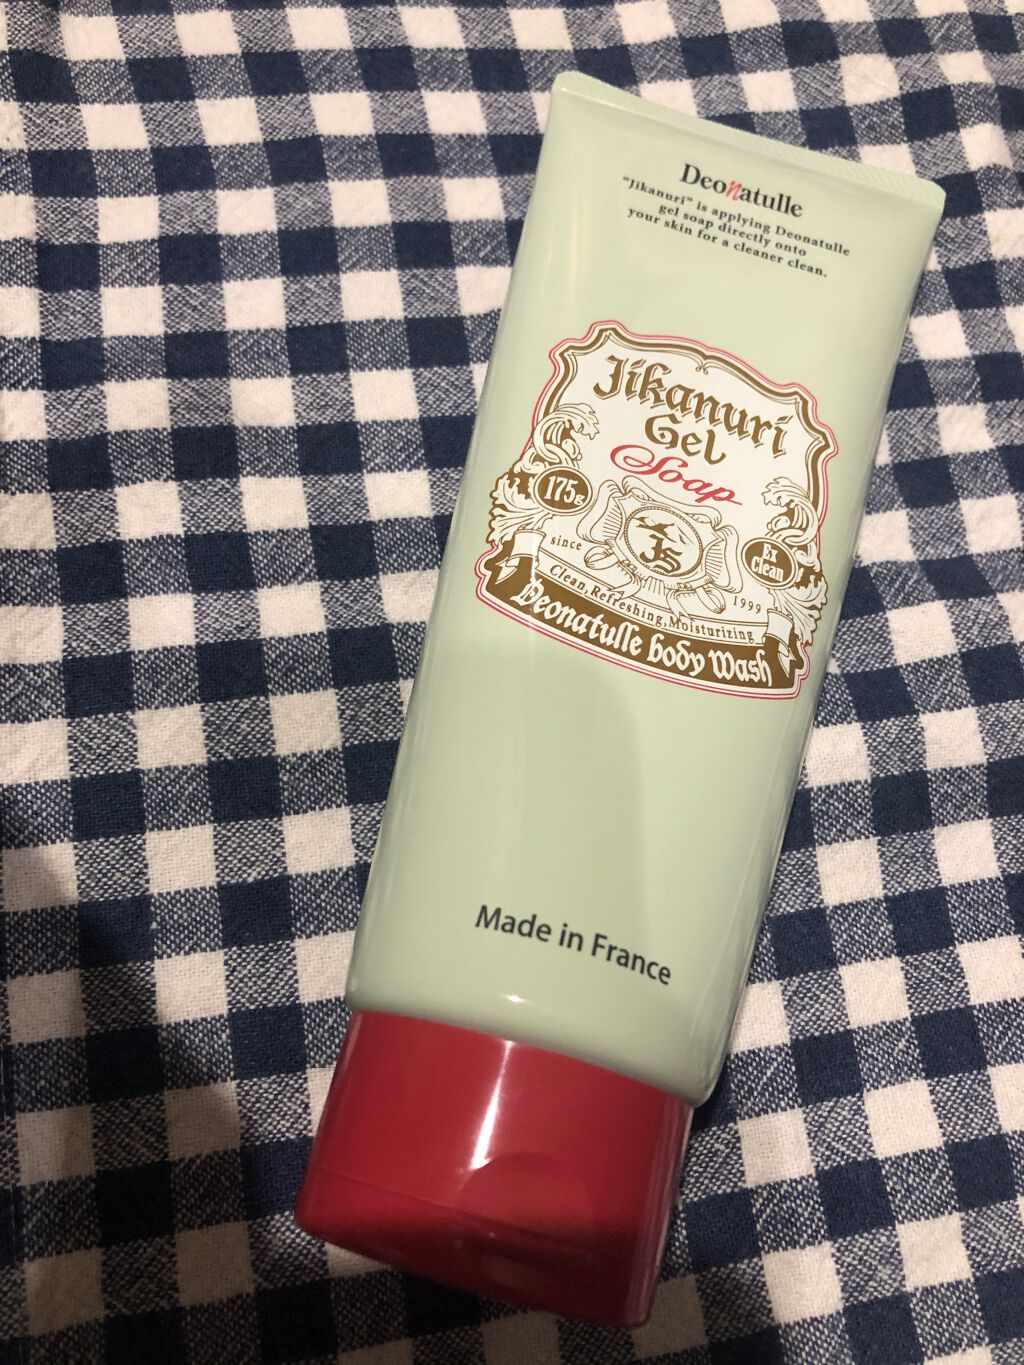 Deonatulle
"Jikanuri" is applying Deonatulle
gel soap directly onto
your skin for a cleaner clean.
Jikanuri
Gel
Soap
175g
JS
Ex
Clean
since
1999
Clean, Refreshing, Moisturizing
Deonatulle body Wash
Made in France